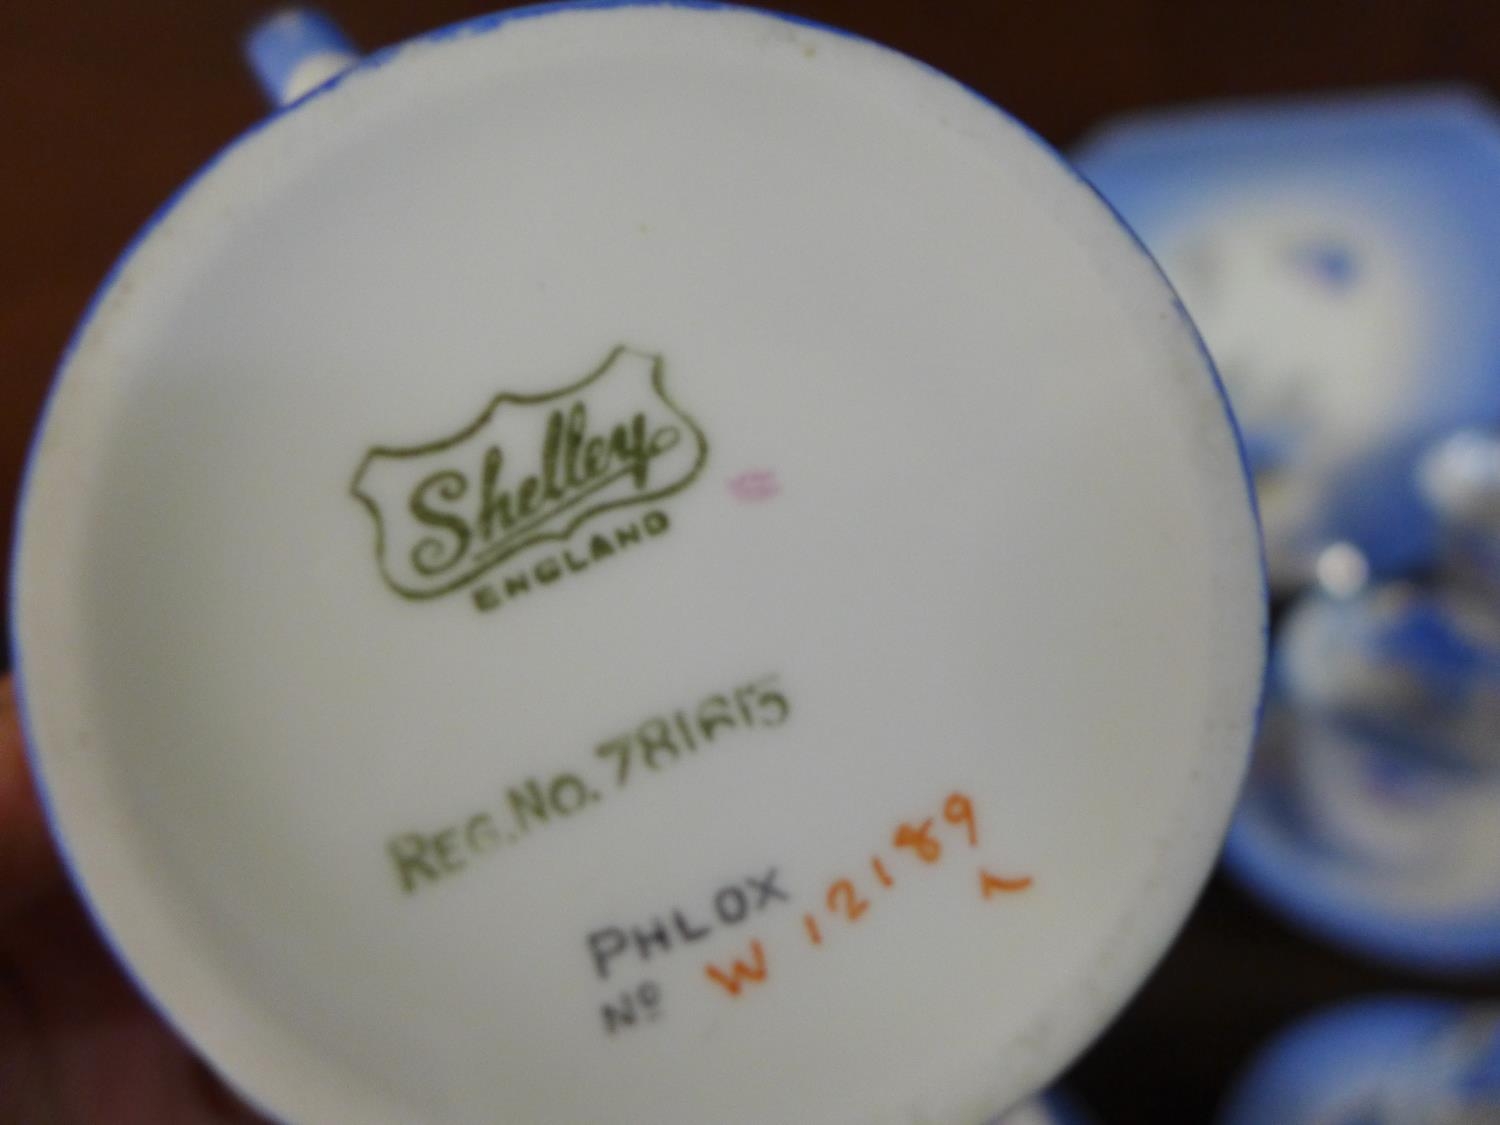 Shelley
ENGLAND
REG. NO. 781615
PHLOX
Nº W 12189